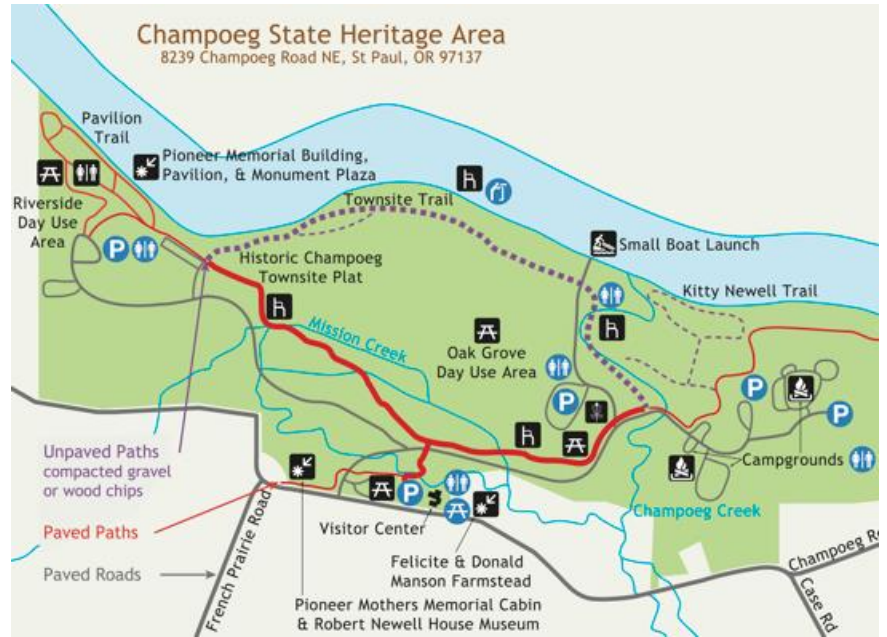 Champoeg State Heritage Area
8239 Champoeg Road NE, St Paul, OR 97137
Pavilion
Trail
Pioneer Memorial Building,
Pavilion, & Monument Plaza
Riverside
Day Use
Area
P
Townsite Trail
Historic Champoeg
Townsite Plat
Small Boat Launch
Kitty Newell Trail
Mission Creek
Oak Grove
Day Use Area
P
P
P
Campgrounds
Unpaved Paths
compacted gravel
or wood chips
Paved Paths
Paved Roads
French Prairie Road
P
Visitor Center
Champoeg Creek
Felicite & Donald
Manson Farmstead
Pioneer Mothers Memorial Cabin
& Robert Newell House Museum
Champoeg Rd
Case Rd